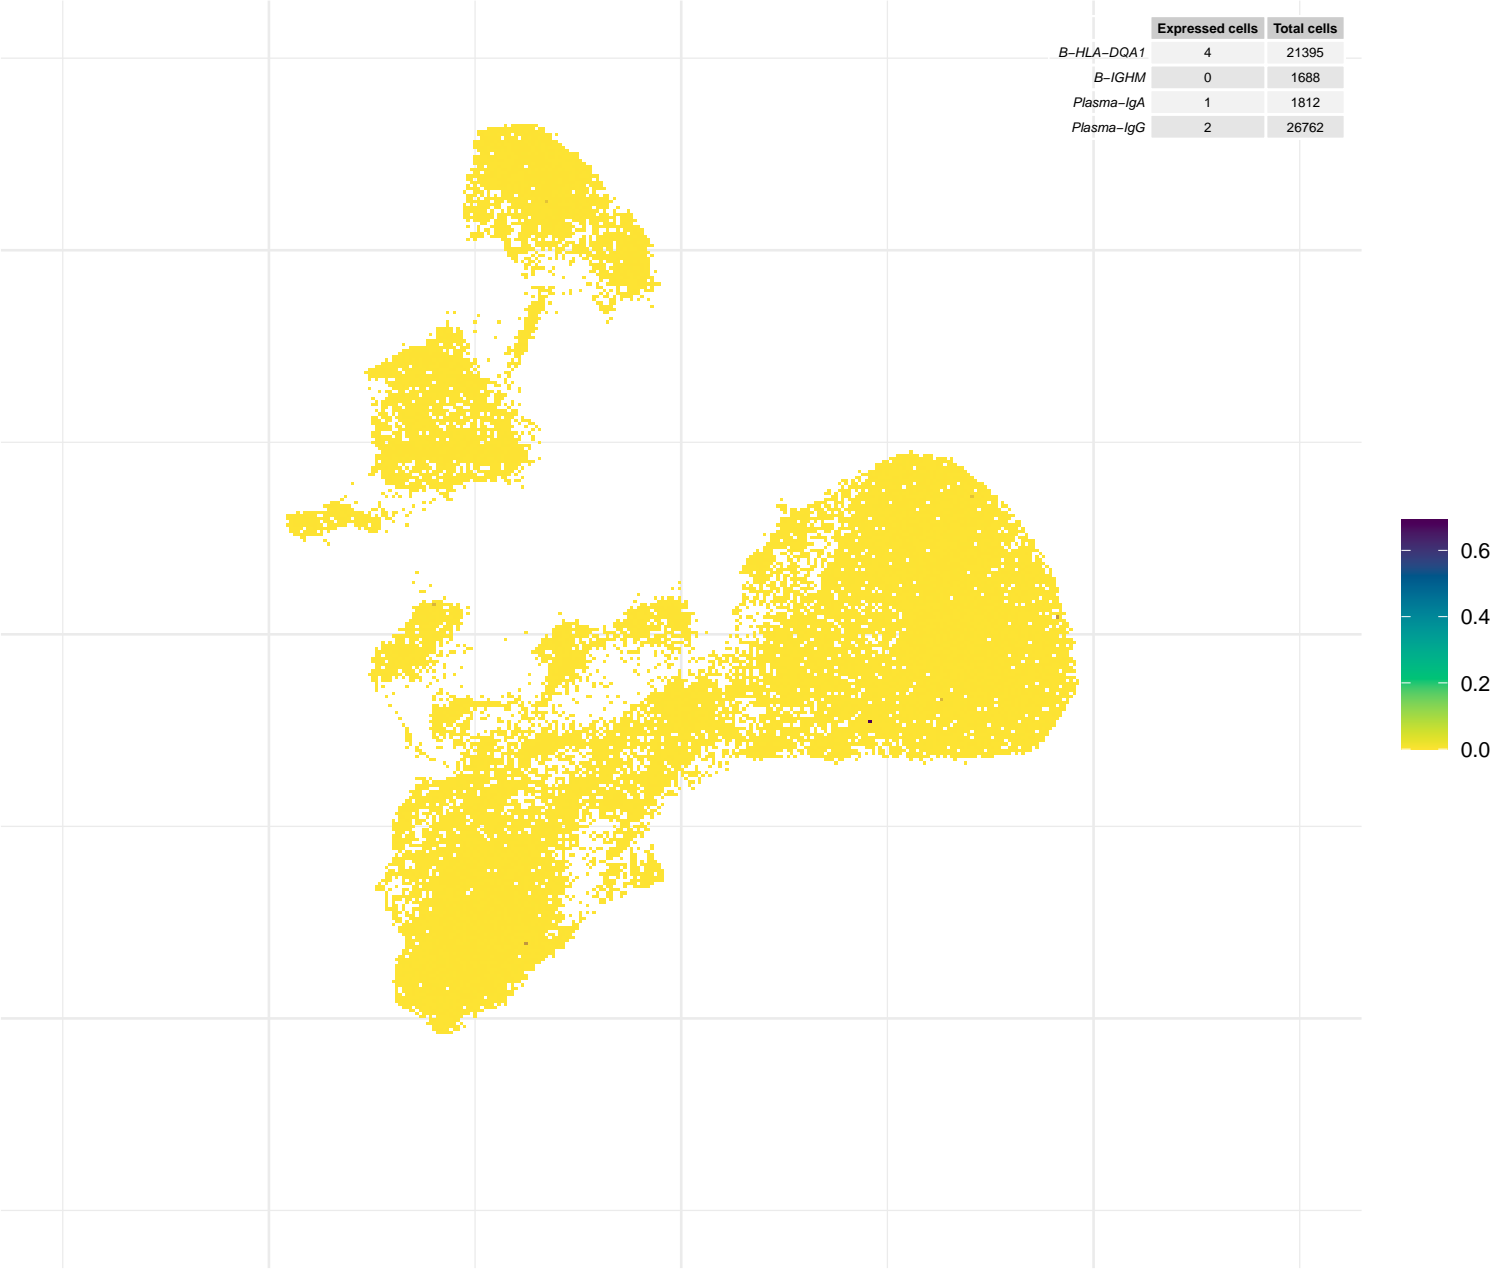 Expressed cells Total cells
B−HLA−DQA1 4 21395
B−IGHM 0 1688
Plasma−IgA 1 1812
Plasma−IgG 2 26762
0.6
0.4
0.2
0.0